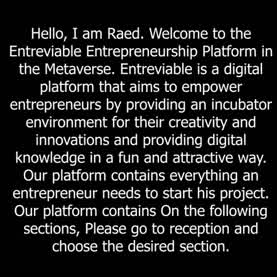 Hello, I am Raed. Welcome to the
Entreviable Entrepreneurship Platform in
the Metaverse. Entreviable is a digital
platform that aims to empower
entrepreneurs by providing an incubator
environment for their creativity and
innovations and providing digital
knowledge in a fun and attractive way.
Our platform contains everything an
entrepreneur needs to start his project.
Our platform contains On the following
sections, Please go to reception and
choose the desired section.